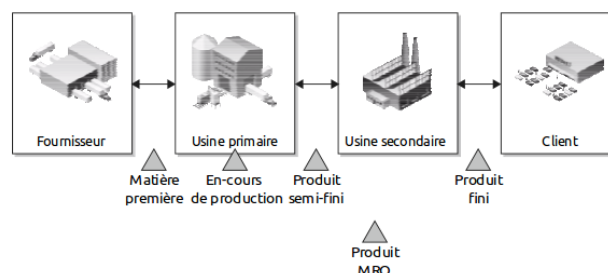 Fournisseur
Usine primaire
Usine secondaire
Client
Matière
première
En-cours
de production
Produit
semi-fini
Produit
fini
Produit
MRO